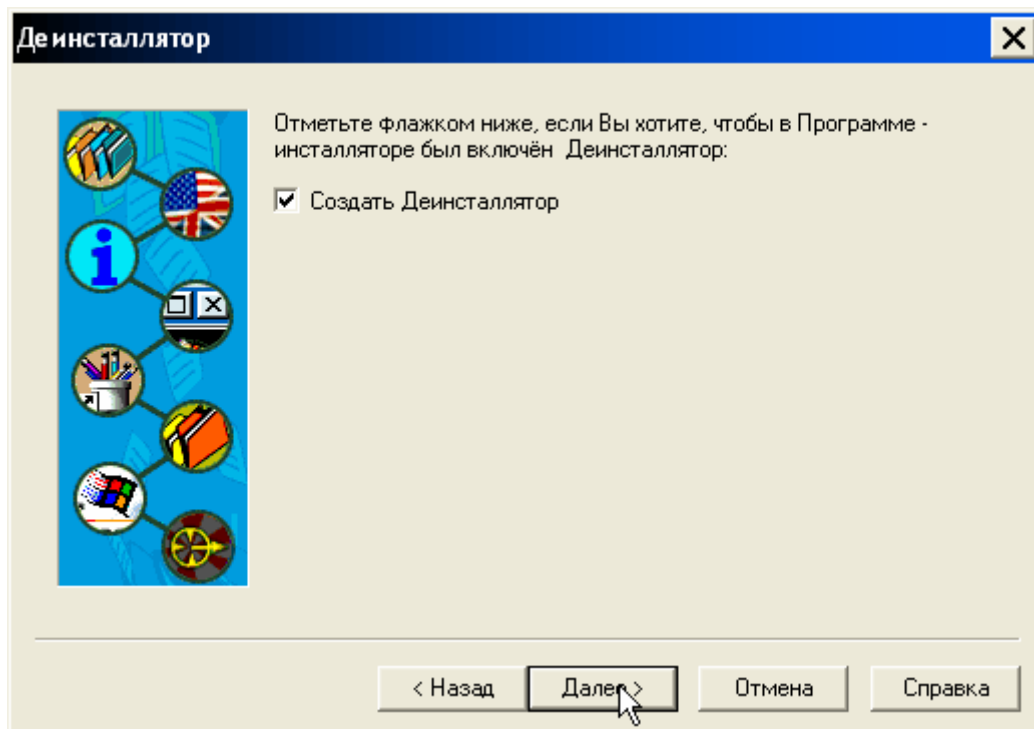 Деинсталлятор
Отметьте флажком ниже, если Вы хотите, чтобы в Программе -
инсталляторе был включён Деинсталлятор:
Создать Деинсталлятор
< Назад
Далее >
Отмена
Справка